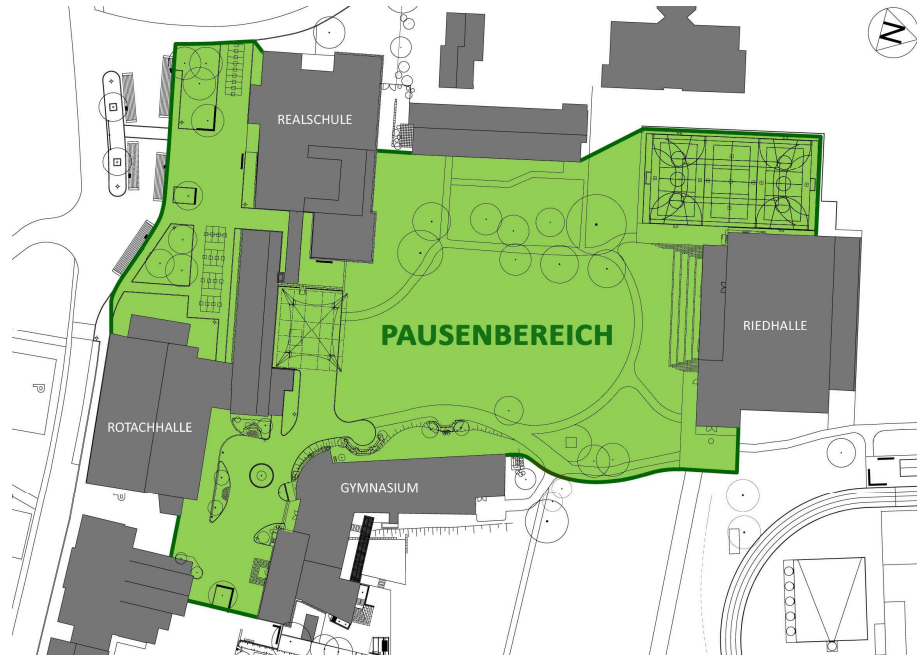 N
REALSCHULE
PAUSENBEREICH
RIEDHALLE
ROTACHHALLE
GYMNASIUM
P
P